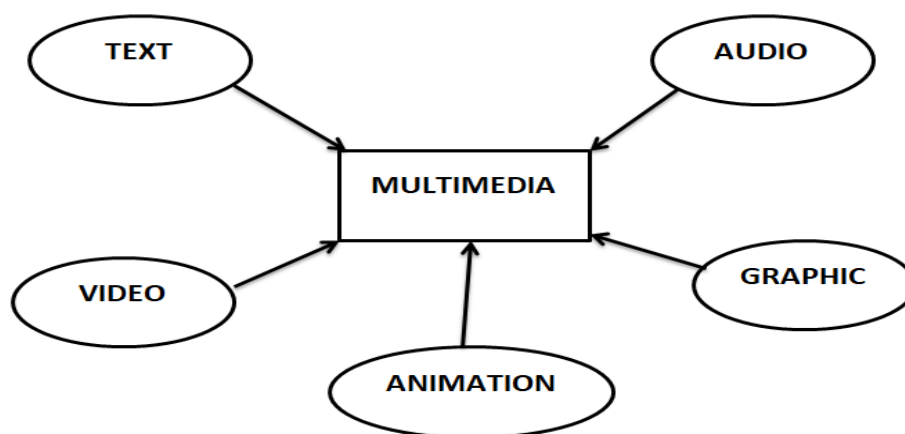 TEXT
AUDIO
MULTIMEDIA
VIDEO
GRAPHIC
ANIMATION